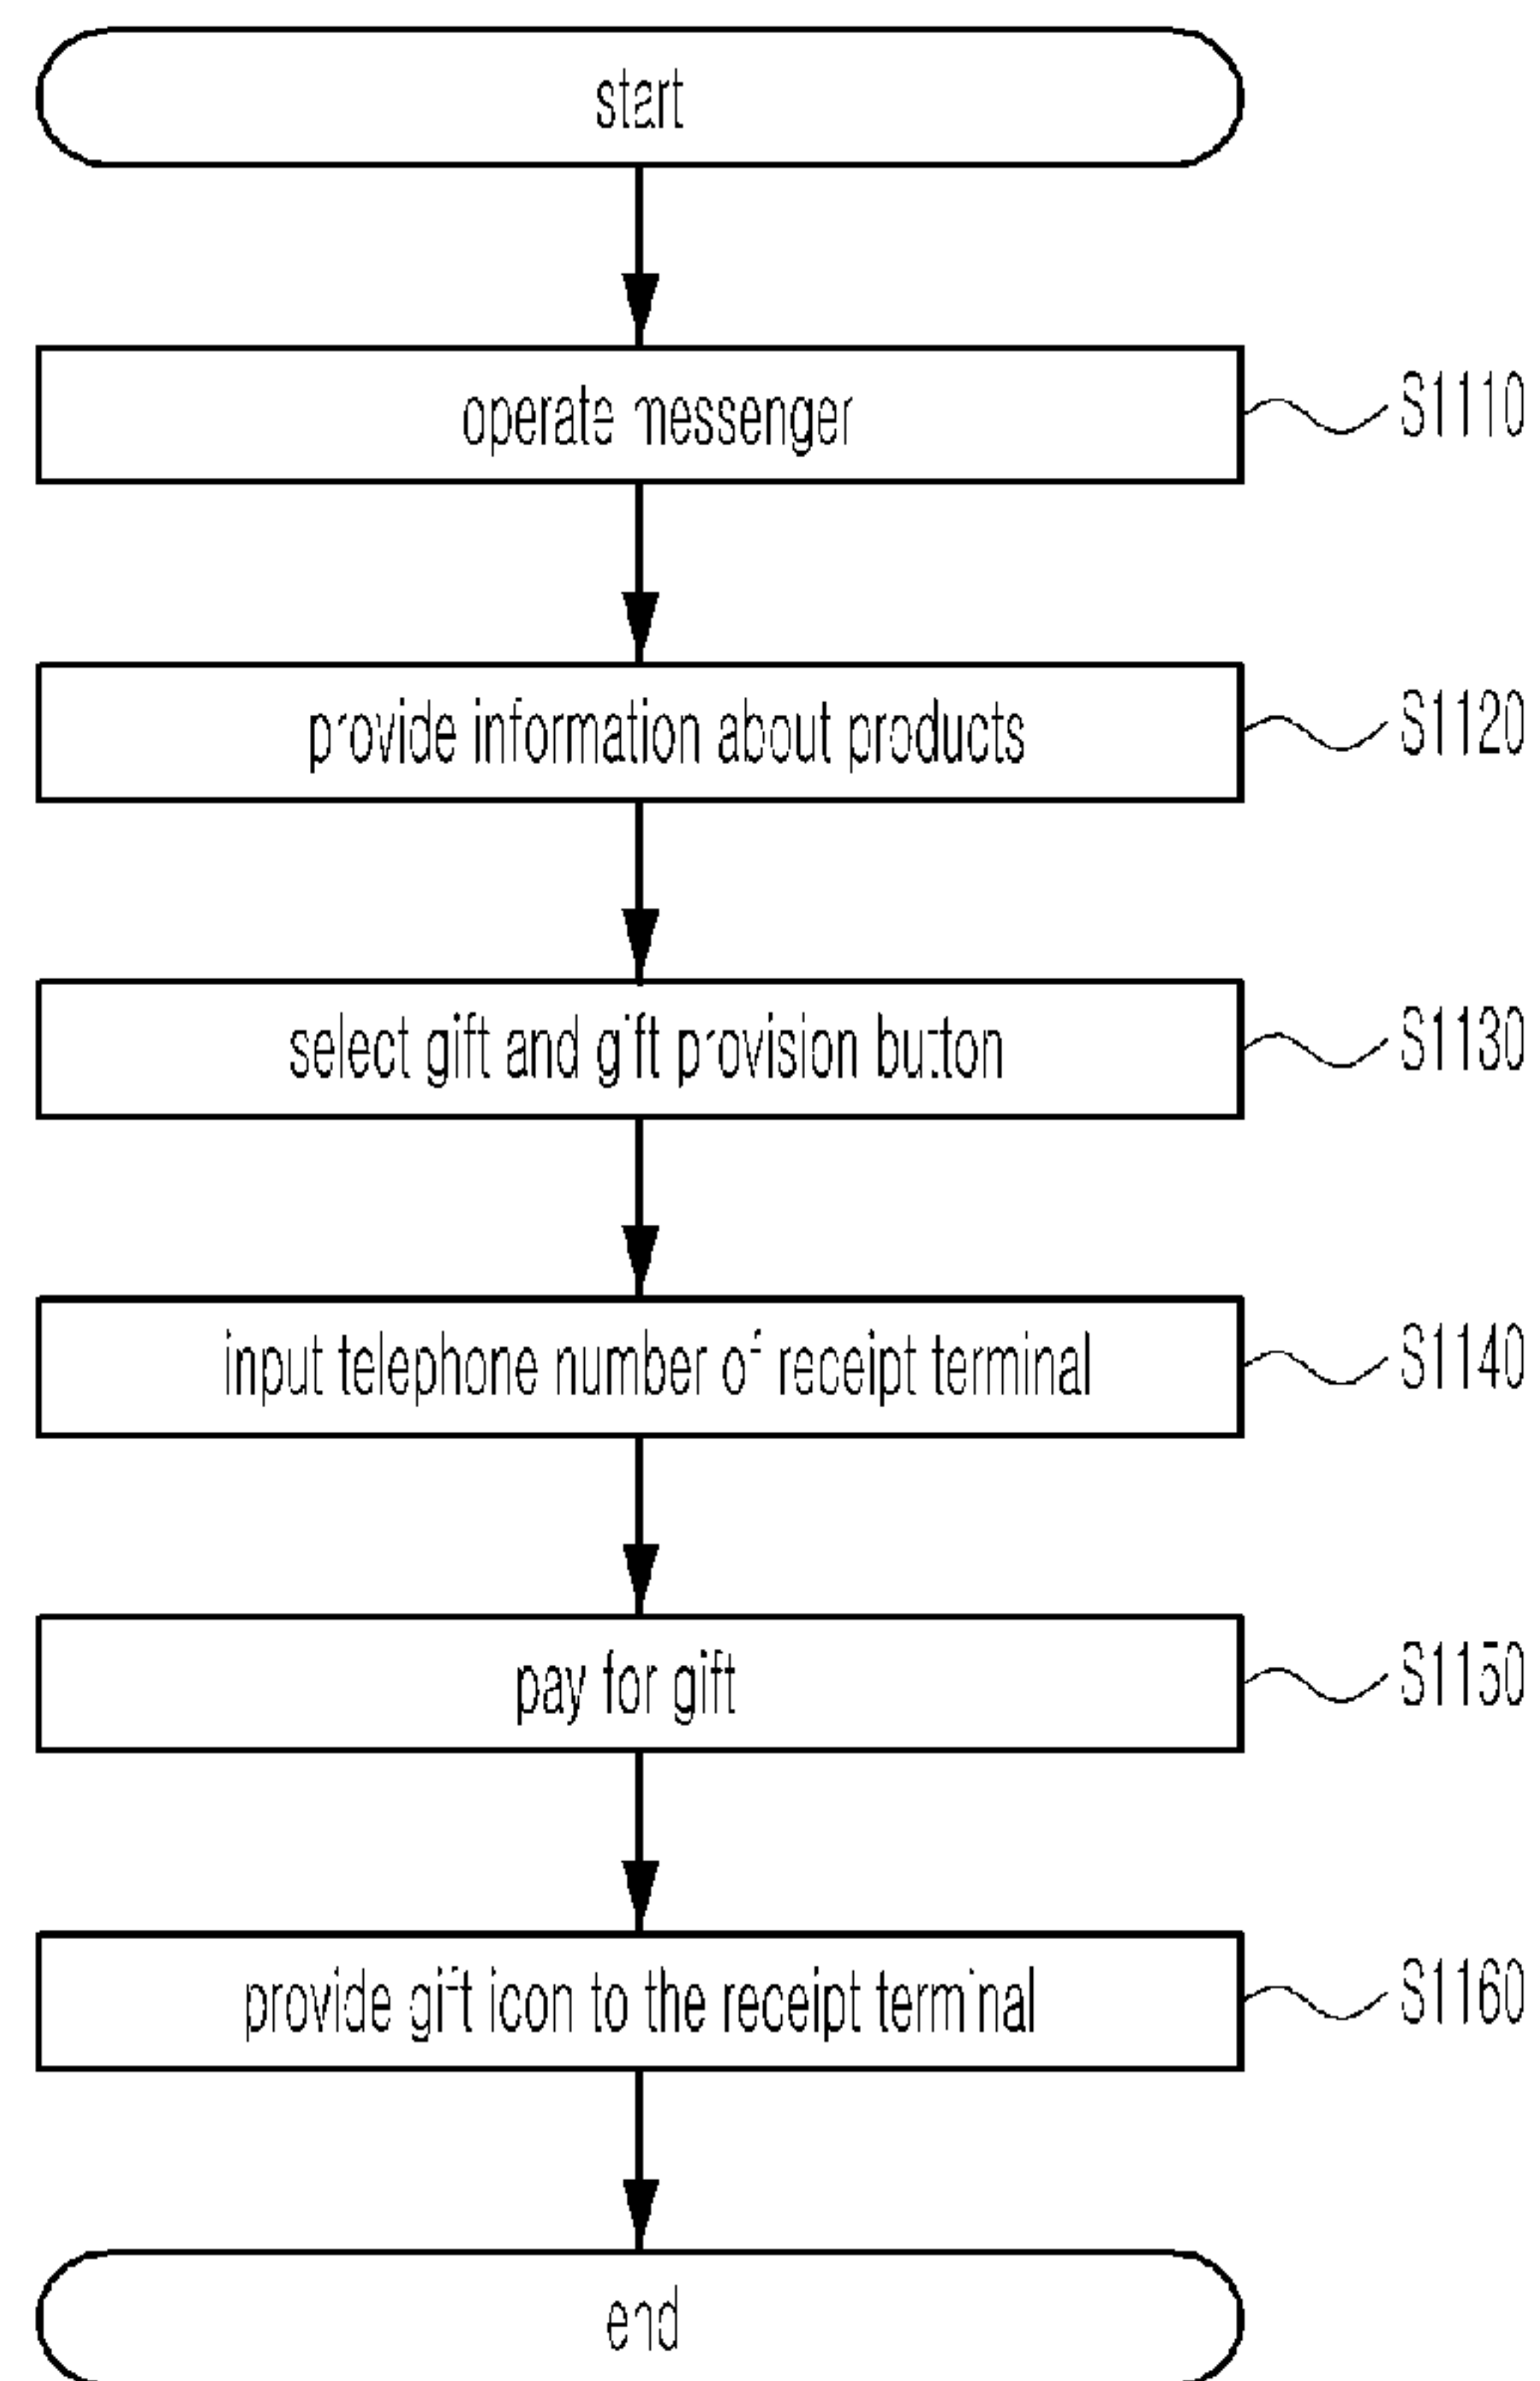 start
operate messenger
S1110
provide information about products
S1120
select gift and gift provision button
S1130
input telephone number of receipt terminal
S1140
pay for gift
S1150
provide gift icon to the receipt terminal
S1160
end